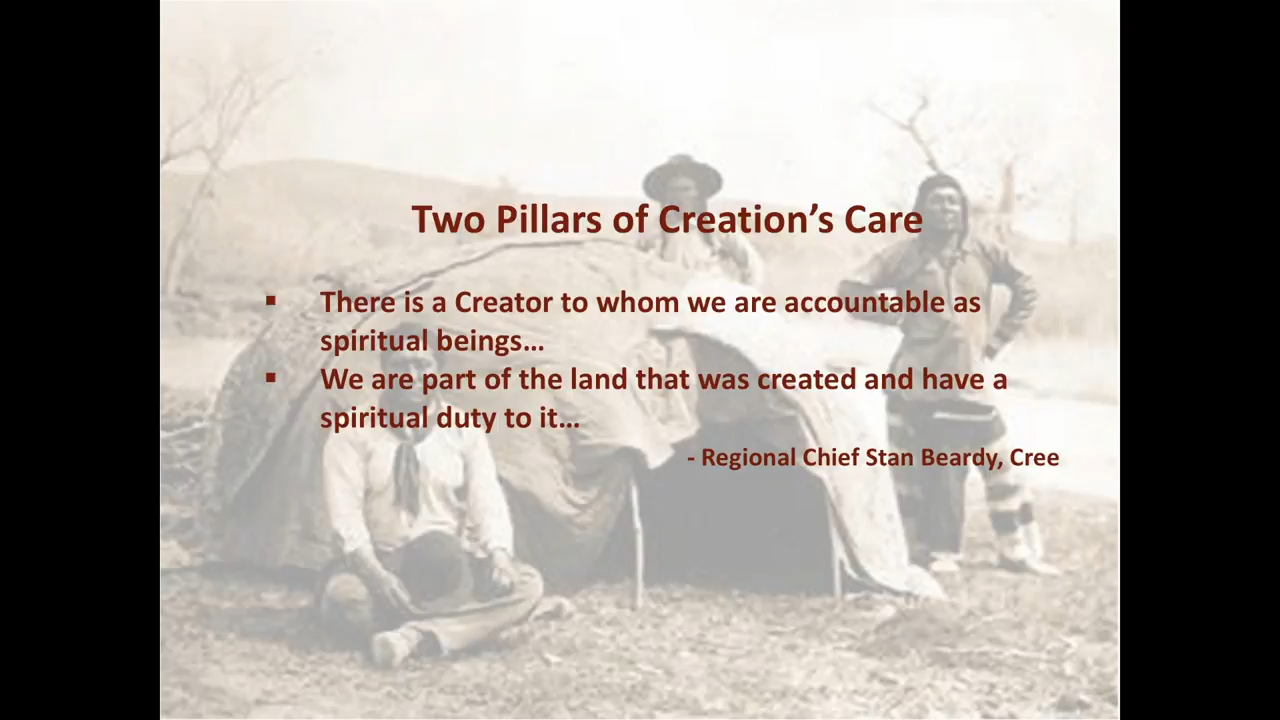 Two Pillars of Creation’s Care
▪ There is a Creator to whom we are accountable as
spiritual beings…
▪ We are part of the land that was created and have a
spiritual duty to it…
- Regional Chief Stan Beardy, Cree